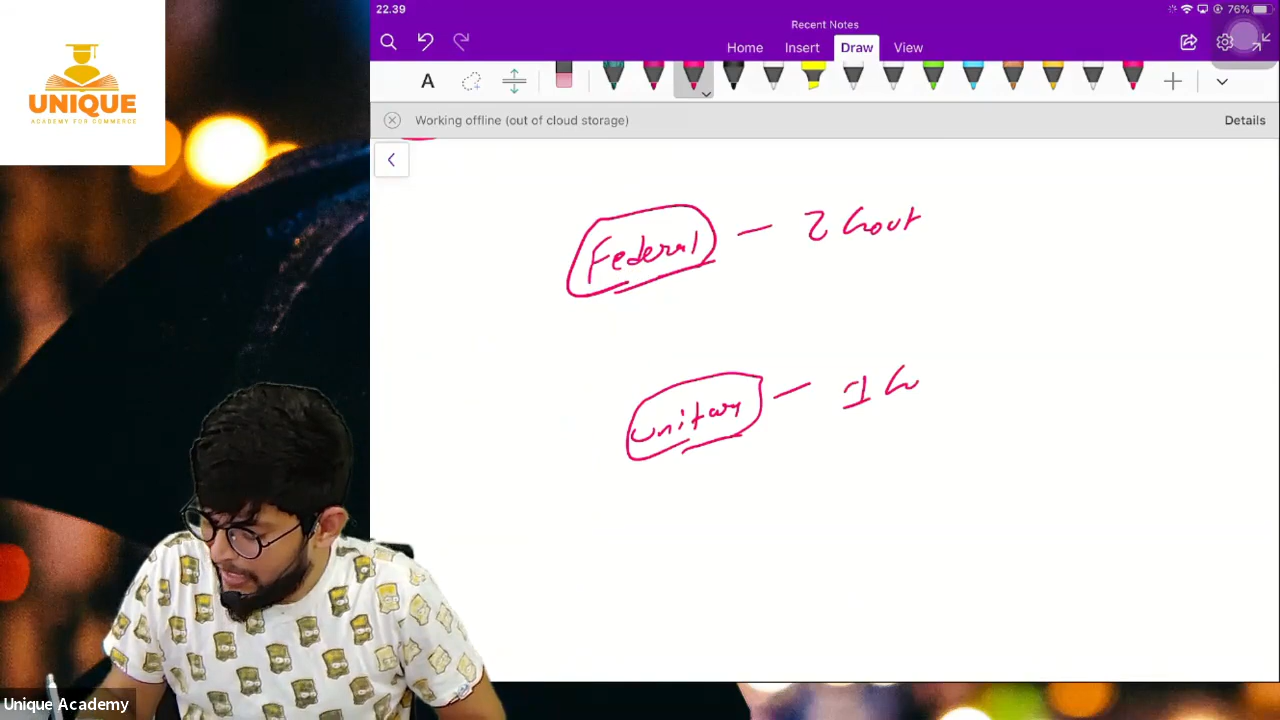 22.39
Recent Notes
76%
Home Insert Draw View
A
Working offline (out of cloud storage)
Details
UNIQUE
ACADEMY FOR COMMERCE
Federal — 2 Govt
Unitary — 1 Go
Unique Academy